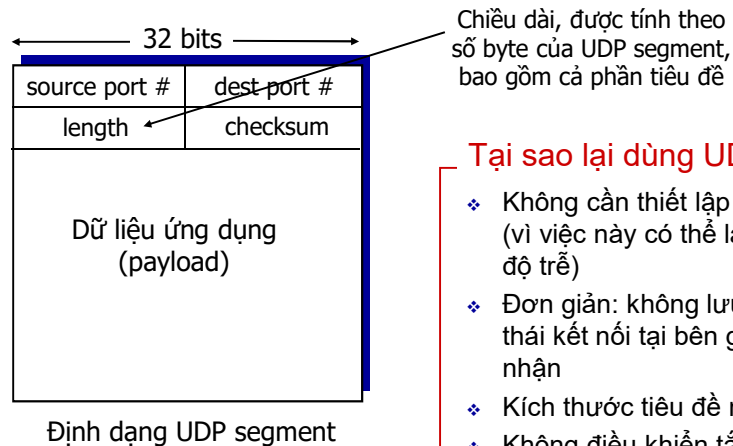 32 bits
source port #
dest port #
length
checksum
Dữ liệu ứng dụng
(payload)
Định dạng UDP segment
Chiều dài, được tính theo
số byte của UDP segment,
bao gồm cả phần tiêu đề
Tại sao lại dùng
Không cần thiết lập
(vì việc này có thể
độ trễ)
Đơn giản: không
thái kết nối tại bên
nhận
Kích thước tiêu đề
Không điều khiển